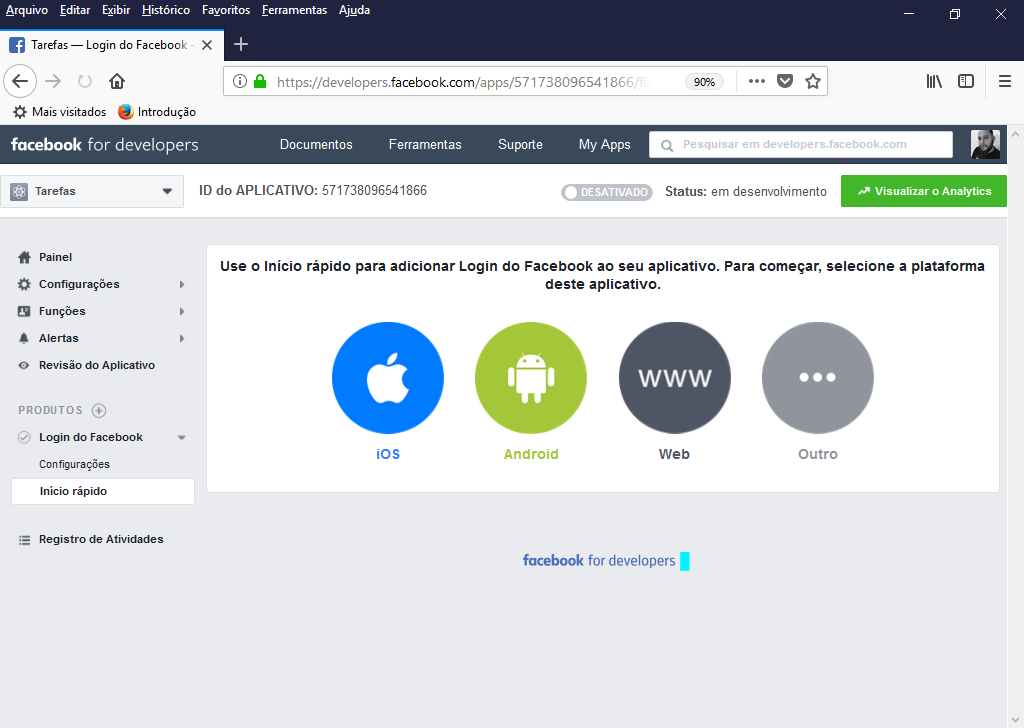 Arquivo Editar Exibir Histórico Favoritos Ferramentas Ajuda
Tarefas — Login do Facebook -
https://developers.facebook.com/apps/571738096541866/ 90%
Mais visitados Introdução
facebook for developers Documentos Ferramentas Suporte My Apps Pesquisar em developers.facebook.com
Tarefas ID do APLICATIVO: 571738096541866 DESATIVADO Status: em desenvolvimento Visualizar o Analytics
Painel
Configurações
Funções
Alertas
Revisão do Aplicativo
PRODUTOS
Login do Facebook
Configurações
Início rápido
Registro de Atividades
Use o Início rápido para adicionar Login do Facebook ao seu aplicativo. Para começar, selecione a plataforma
deste aplicativo.
www
iOS Android Web Outro
facebook for developers